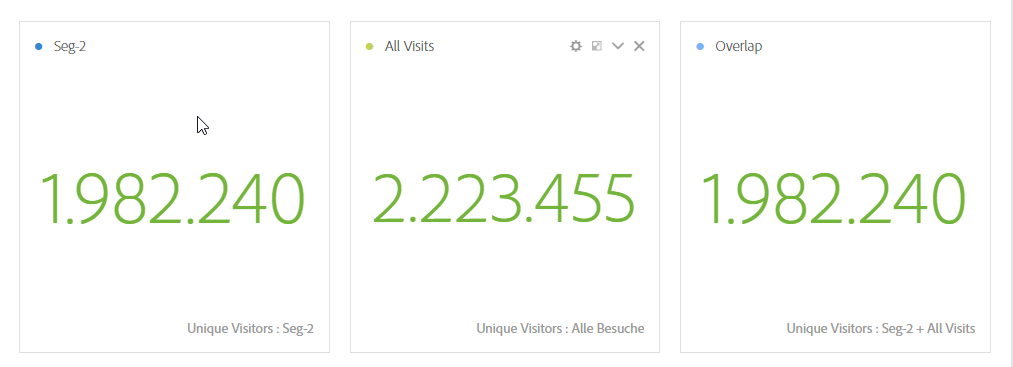 Seg-2
1.982.240
Unique Visitors : Seg-2
All Visits
2.223.455
Unique Visitors : Alle Besuche
Overlap
1.982.240
Unique Visitors : Seg-2 + All Visits